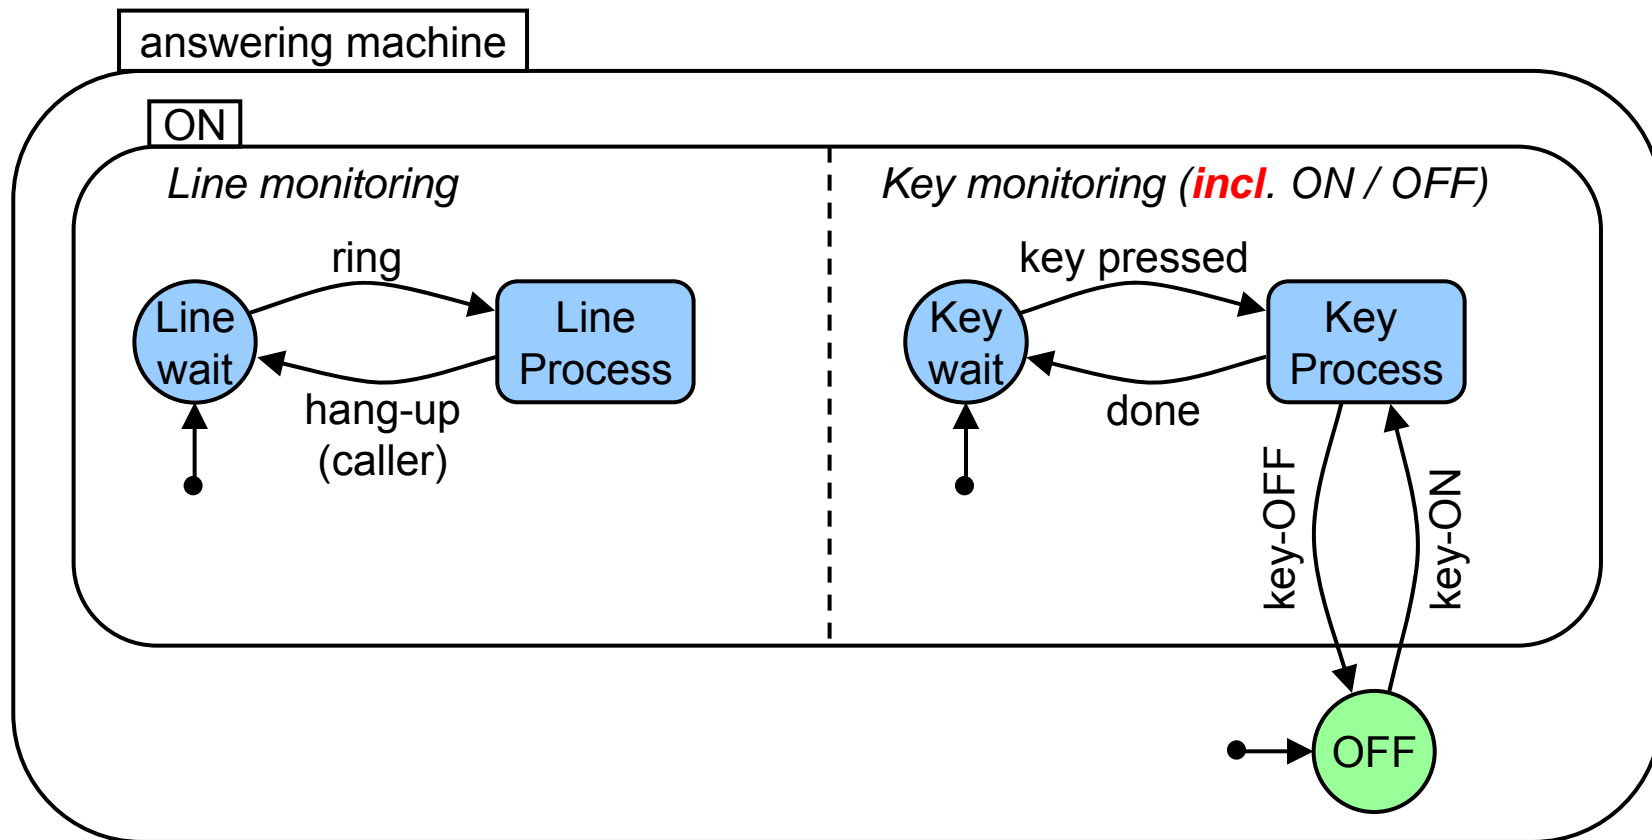 answering machine
ON
Line monitoring
Key monitoring (incl. ON / OFF)
ring
key pressed
Line
wait
Line
Process
Key
wait
Key
Process
hang-up
(caller)
done
key-OFF
key-ON
OFF